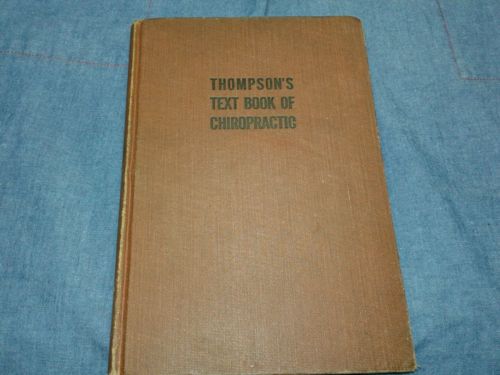 THOMPSON'S
TEXT BOOK OF
CHIROPRACTIC